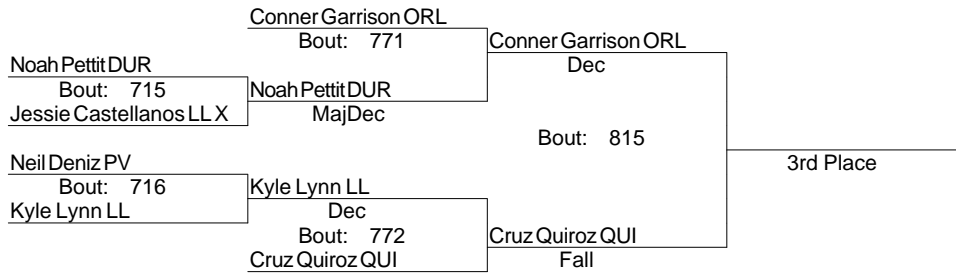 Conner Garrison ORL
Bout: 771
Conner Garrison ORL
Dec
Noah Pettit DUR
Bout: 715
Noah Pettit DUR
Jessie Castellanos LL X
MajDec
Bout: 815
Neil Deniz PV
3rd Place
Bout: 716
Kyle Lynn LL
Kyle Lynn LL
Dec
Bout: 772
Cruz Quiroz QUI
Cruz Quiroz QUI
Fall